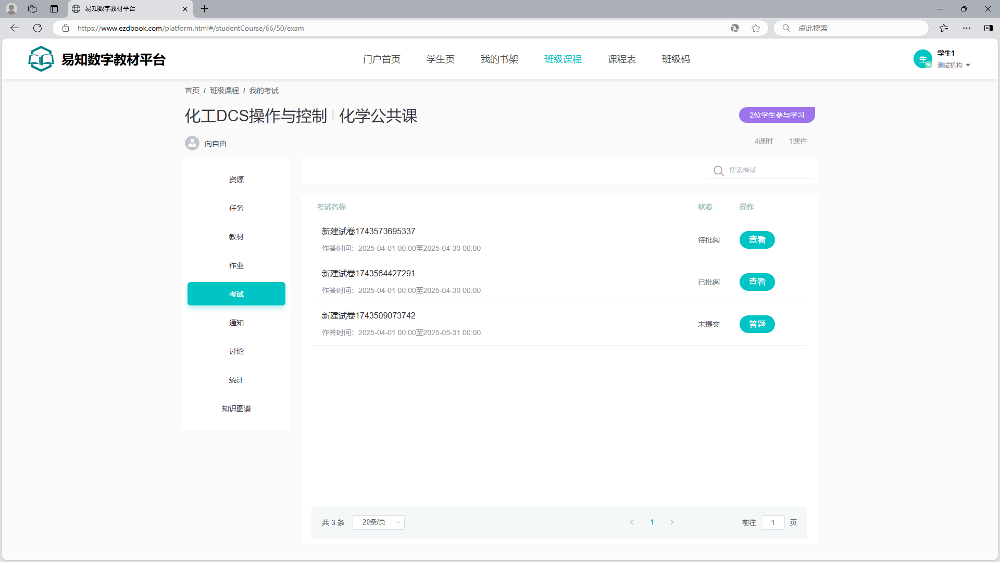 易知数字教材平台
https://www.ezdbook.com/platform.html#/studentCourse/66/50/exam
点此搜索
易知数字教材平台
门户首页
学生页
我的书架
班级课程
课程表
班级码
生
学生1
测试机构
首页 / 班级课程 / 我的考试
化工DCS操作与控制 | 化学公共课
2位学生参与学习
向自由
4课时 | 1课件
资源
任务
教材
作业
考试
通知
讨论
统计
知识图谱
搜索考试
考试名称 状态 操作
新建试卷1743573695337
作答时间：2025-04-01 00:00至2025-04-30 00:00
待批阅
查看
新建试卷1743564427291
作答时间：2025-04-01 00:00至2025-04-30 00:00
已批阅
查看
新建试卷1743509073742
作答时间：2025-04-01 00:00至2025-05-31 00:00
未提交
答题
共 3 条
20条/页
1
前往 1 页